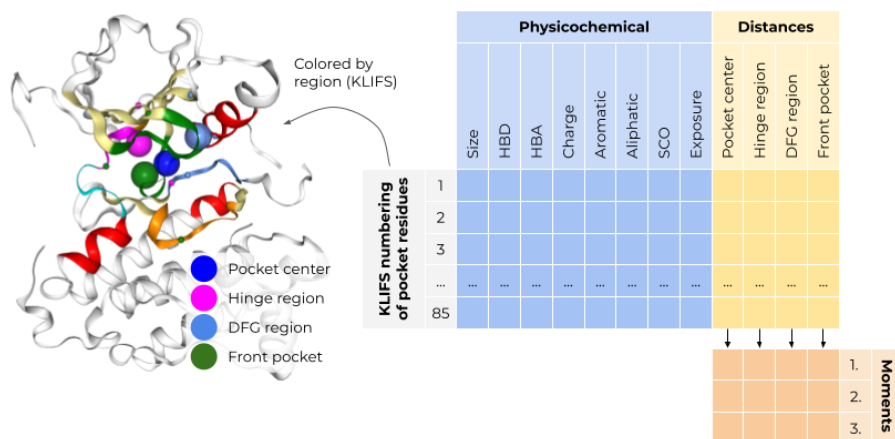 Colored by
region (KLIFS)
Pocket center
Hinge region
DFG region
Front pocket
Physicochemical
Distances
Size
HBD
HBA
Charge
Aromatic
Aliphatic
SCO
Exposure
Pocket center
Hinge region
DFG region
Front pocket
KLIFS numbering
of pocket residues
1
2
3
...
85
... ... ... ... ... ... ... ... ... ... ... ...
1.
2.
3.
Moments